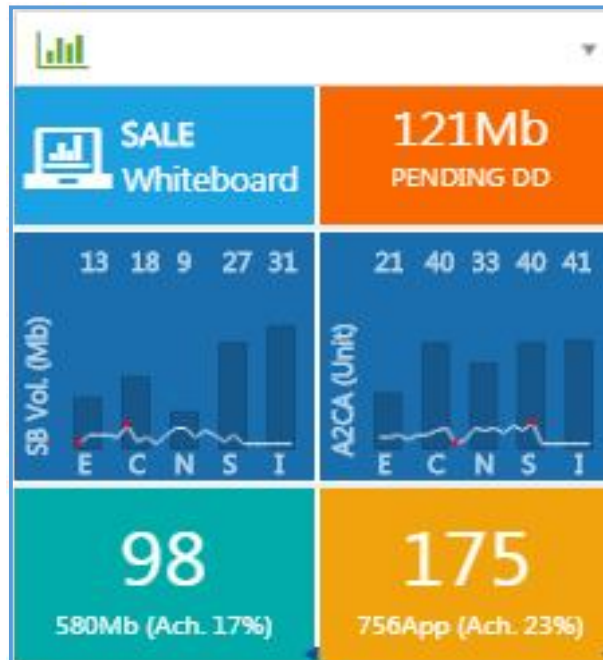 SALE
Whiteboard
121Mb
PENDING DD
13 18 9 27 31
SB Vol. (Mb)
E C N S I
21 40 33 40 41
A2CA (Unit)
E C N S I
98
580Mb (Ach. 17%)
175
756App (Ach. 23%)